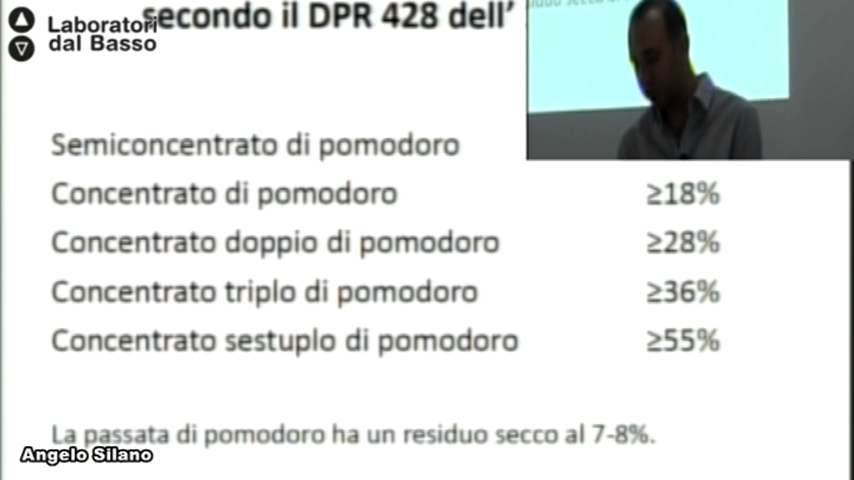 Laboratori
dal Basso
secondo il DPR 428 dell'
Semiconcentrato di pomodoro
Concentrato di pomodoro ≥18%
Concentrato doppio di pomodoro ≥28%
Concentrato triplo di pomodoro ≥36%
Concentrato sestuplo di pomodoro ≥55%
La passata di pomodoro ha un residuo secco al 7-8%.
Angelo Silano